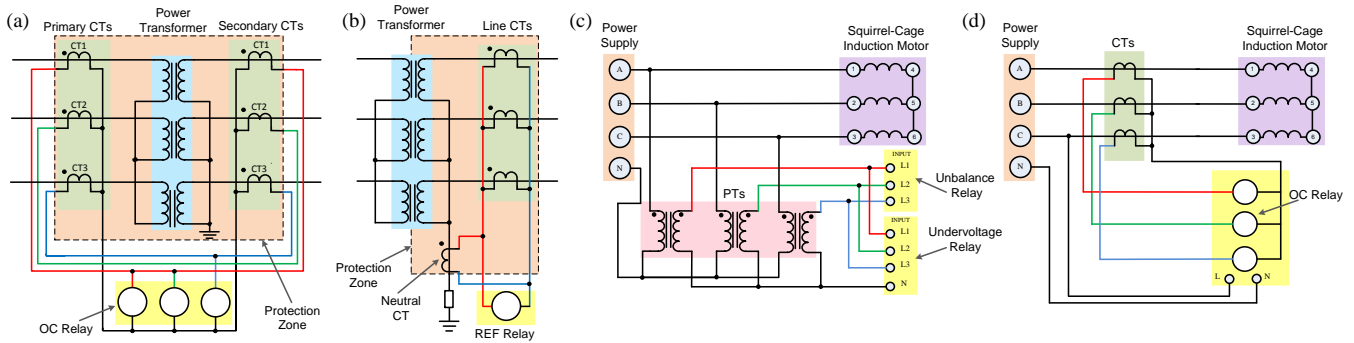 (a)
Primary CTs
Power
Transformer
Secondary CTs
CT1
CT1
CT2
CT2
CT3
CT3
OC Relay
Protection
Zone
(b)
Power
Transformer
Line CTs
Protection
Zone
Neutral
CT
REF Relay
(c)
Power
Supply
Squirrel-Cage
Induction Motor
A
B
C
N
1
4
2
5
3
6
PTs
INPUT
L1
L2
L3
Unbalance
Relay
INPUT
L1
L2
L3
N
Undervoltage
Relay
(d)
Power
Supply
CTs
Squirrel-Cage
Induction Motor
A
B
C
N
1
4
2
5
3
6
OC Relay
L
N